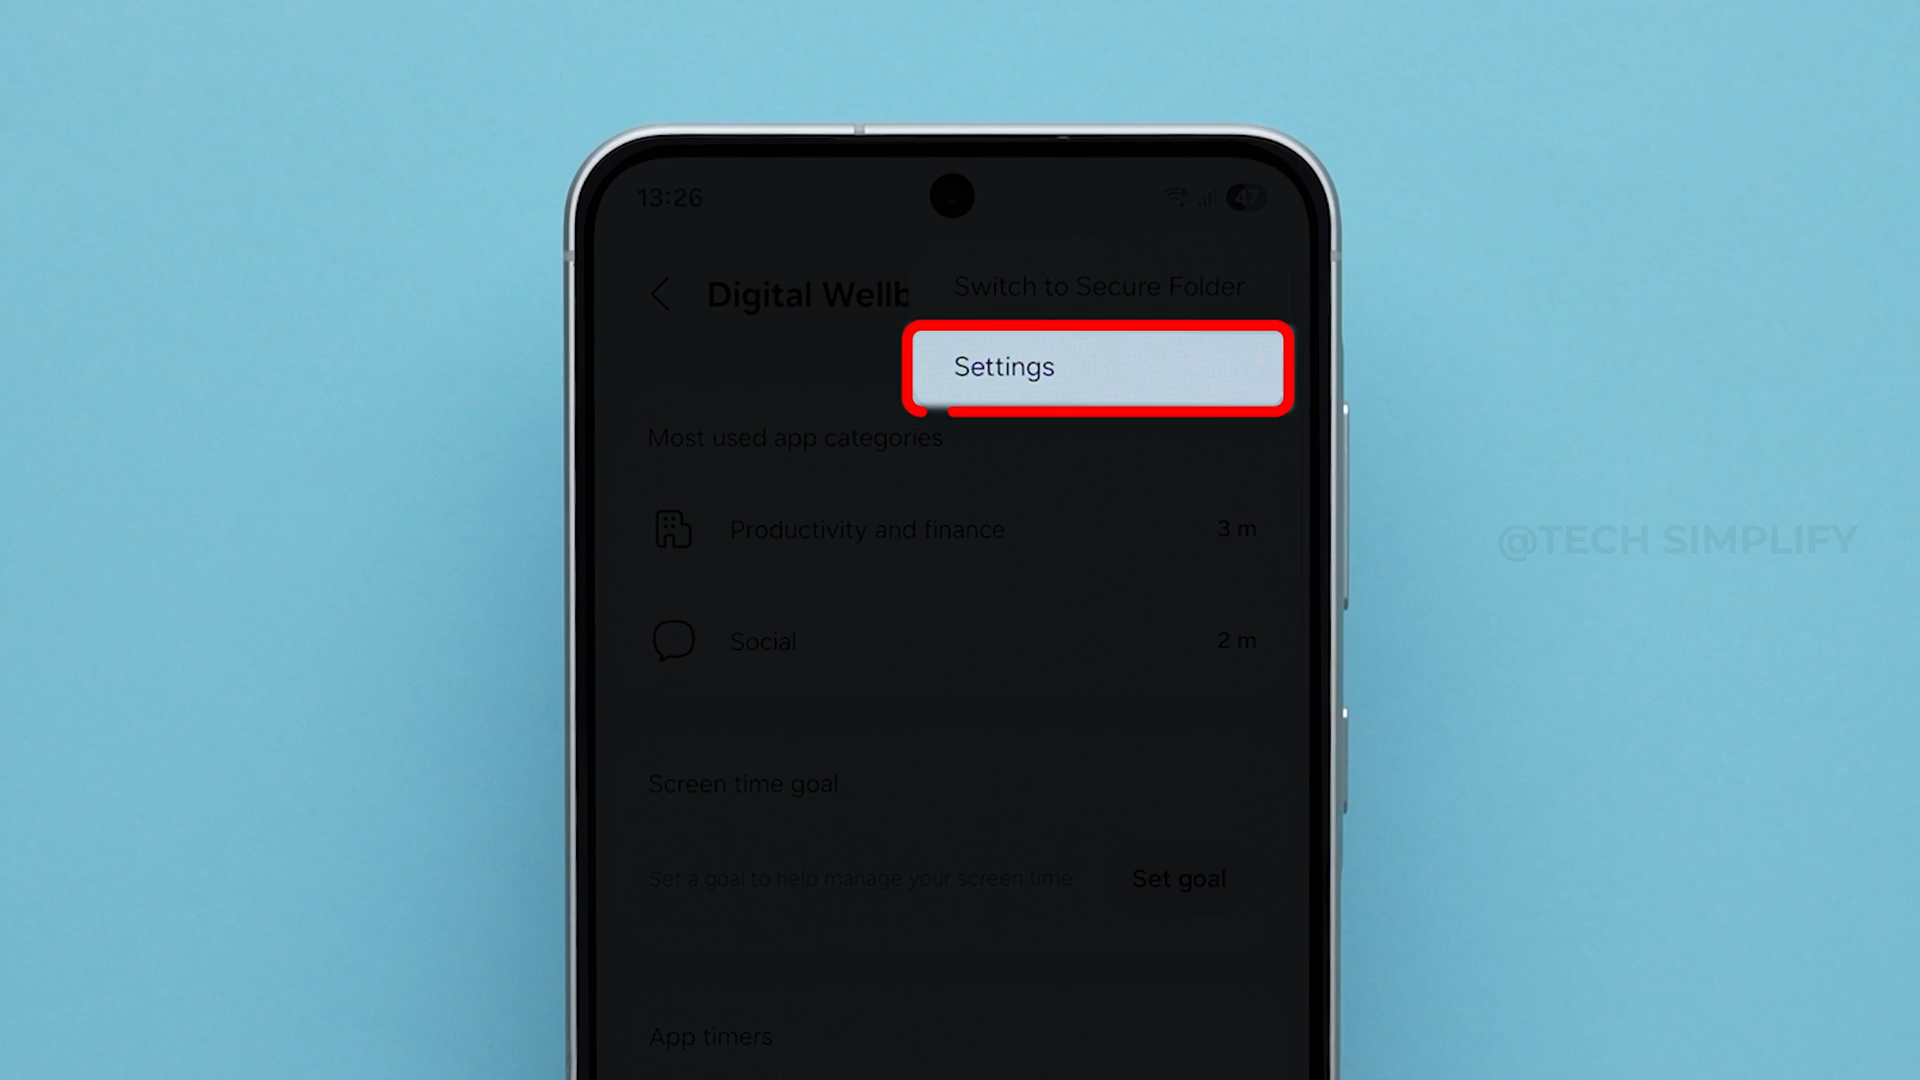 13:26
47
Digital Wellb
Switch to Secure Folder
Settings
Most used app categories
Productivity and finance
3 m
Social
2 m
@TECH SIMPLIFY
Screen time goal
Set a goal to help manage your screen time.
Set goal
App timers